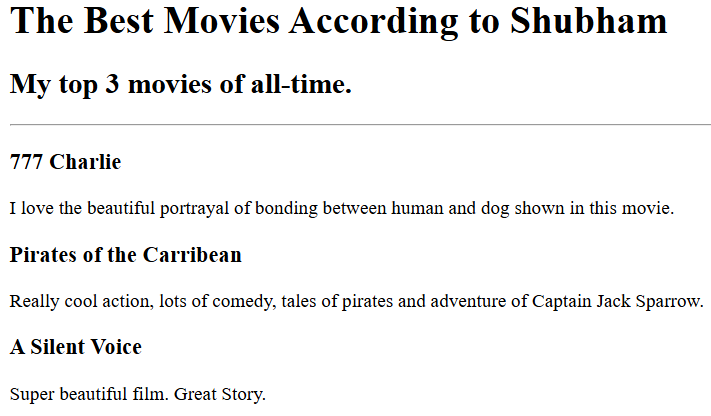 The Best Movies According to Shubham
My top 3 movies of all-time.
777 Charlie
I love the beautiful portrayal of bonding between human and dog shown in this movie.
Pirates of the Carribean
Really cool action, lots of comedy, tales of pirates and adventure of Captain Jack Sparrow.
A Silent Voice
Super beautiful film. Great Story.